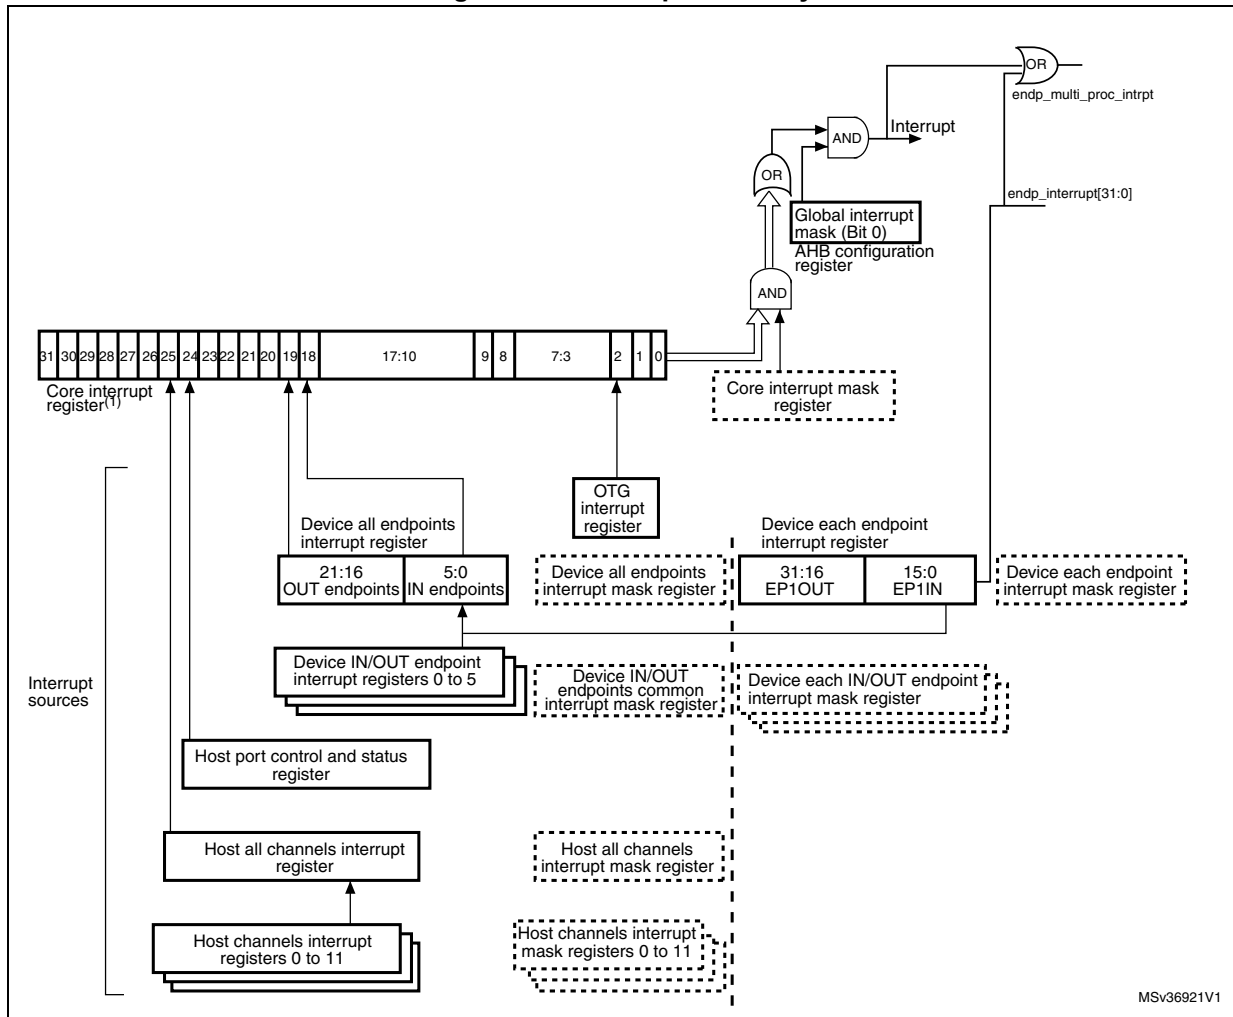 OR
endp_multi_proc_intrpt
AND
Interrupt
OR
endp_interrupt[31:0]
Global interrupt
mask (Bit 0)
AHB configuration
register
AND
31 30 29 28 27 26 25 24 23 22 21 20 19 18 17:10 9 8 7:3 2 1 0
Core interrupt
register(1)
Core interrupt mask
register
OTG
interrupt
register
Device all endpoints
interrupt register
Device each endpoint
interrupt register
21:16
OUT endpoints
5:0
IN endpoints
Device all endpoints
interrupt mask register
31:16
EP1OUT
15:0
EP1IN
Device each endpoint
interrupt mask register
Interrupt
sources
Device IN/OUT endpoint
interrupt registers 0 to 5
Device IN/OUT
endpoints common
interrupt mask register
Device each IN/OUT endpoint
interrupt mask register
Host port control and status
register
Host all channels interrupt
register
Host all channels
interrupt mask register
Host channels interrupt
registers 0 to 11
Host channels interrupt
mask registers 0 to 11
MSv36921V1